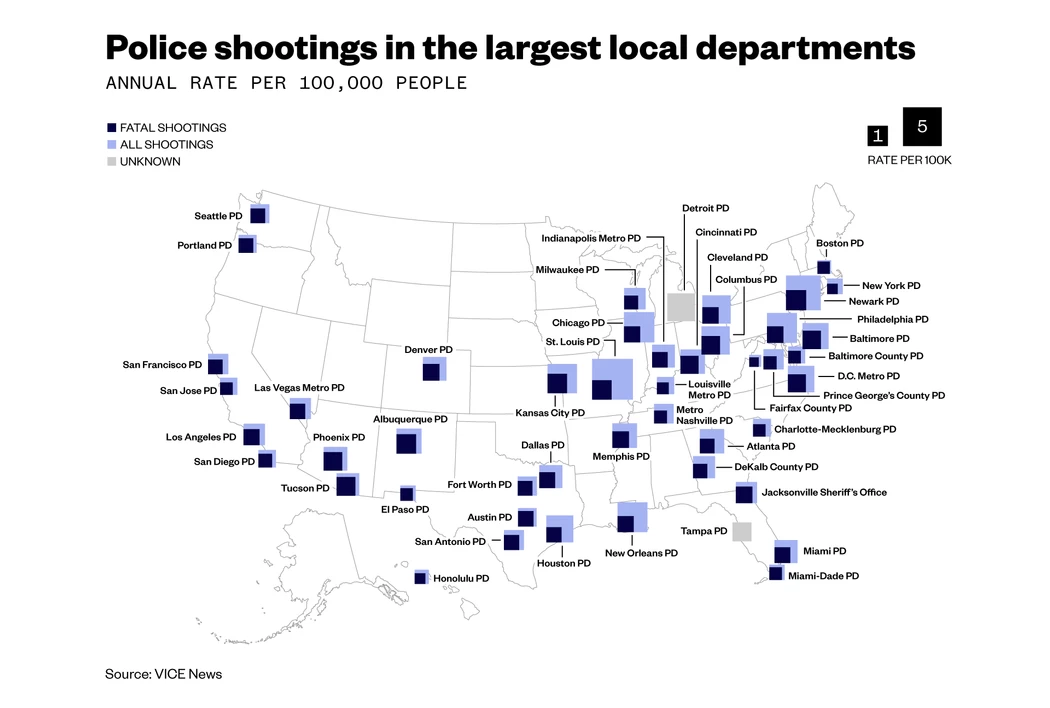 Police shootings in the largest local departments
ANNUAL RATE PER 100,000 PEOPLE
FATAL SHOOTINGS
ALL SHOOTINGS
UNKNOWN
1
5
RATE PER 100K
Detroit PD
Seattle PD
Cincinnati PD
Indianapolis Metro PD
Portland PD
Boston PD
Cleveland PD
Milwaukee PD
Columbus PD
New York PD
Newark PD
Chicago PD
Philadelphia PD
St. Louis PD
Baltimore PD
Denver PD
Baltimore County PD
San Francisco PD
D.C. Metro PD
Las Vegas Metro PD
Louisville
Metro PD
San Jose PD
Prince George's County PD
Fairfax County PD
Kansas City PD
Metro
Nashville PD
Albuquerque PD
Charlotte-Mecklenburg PD
Los Angeles PD
Phoenix PD
Dallas PD
Atlanta PD
Memphis PD
San Diego PD
DeKalb County PD
Tucson PD
Fort Worth PD
Jacksonville Sheriff's Office
El Paso PD
Austin PD
Tampa PD
San Antonio PD
New Orleans PD
Miami PD
Houston PD
Honolulu PD
Miami-Dade PD
Source: VICE News